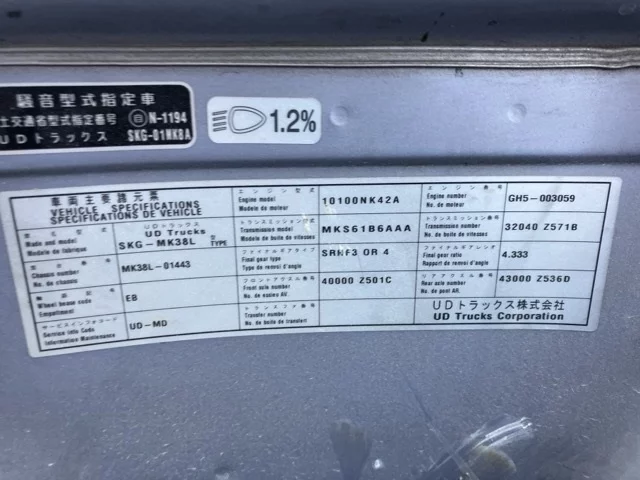 騒音型式指定車
土交通省型式指定番号 自 N-1194
UDトラックス SKG-01MK8A
1.2%
車両主要諸元表
VEHICLE SPECIFICATIONS
SPECIFICATIONS DE VEHICLE
エンジン型式
Engine model
Modele de moteur
10100NK42A
エンジン番号
Engine number
No. de moteur
GH5-003059
UDトラックス
UD Trucks
Make and model
Modele de fabrique
SKG-MK38L
型式
TYPE
トランスミッション型式
Transmission model
Modele de boite de vitesses
MKS61B6AAA
トランスミッション番号
Transmission number
No. de boite de vitesses
32040 Z571B
Chassis number
No. de chassis
MK38L-01443
ファイナルギアタイプ
Final gear type
Type de renvoi d'angle
SRNF3 OR 4
ファイナルギアレシオ
Final gear ratio
Rapport de renvoi d'angle
4.333
Wheel base code
Empattement
EB
フロントアクスル番号
Front axle number
No. de essieu AV.
40000 Z501C
リアアクスル番号
Rear axle number
No. de pont AR.
43000 Z536D
サービスインフォコード
Service info Code
Information Maintenance
UD-MD
トランスファ番号
Transfer number
No. de boite de transfert
UDトラックス株式会社
UD Trucks Corporation